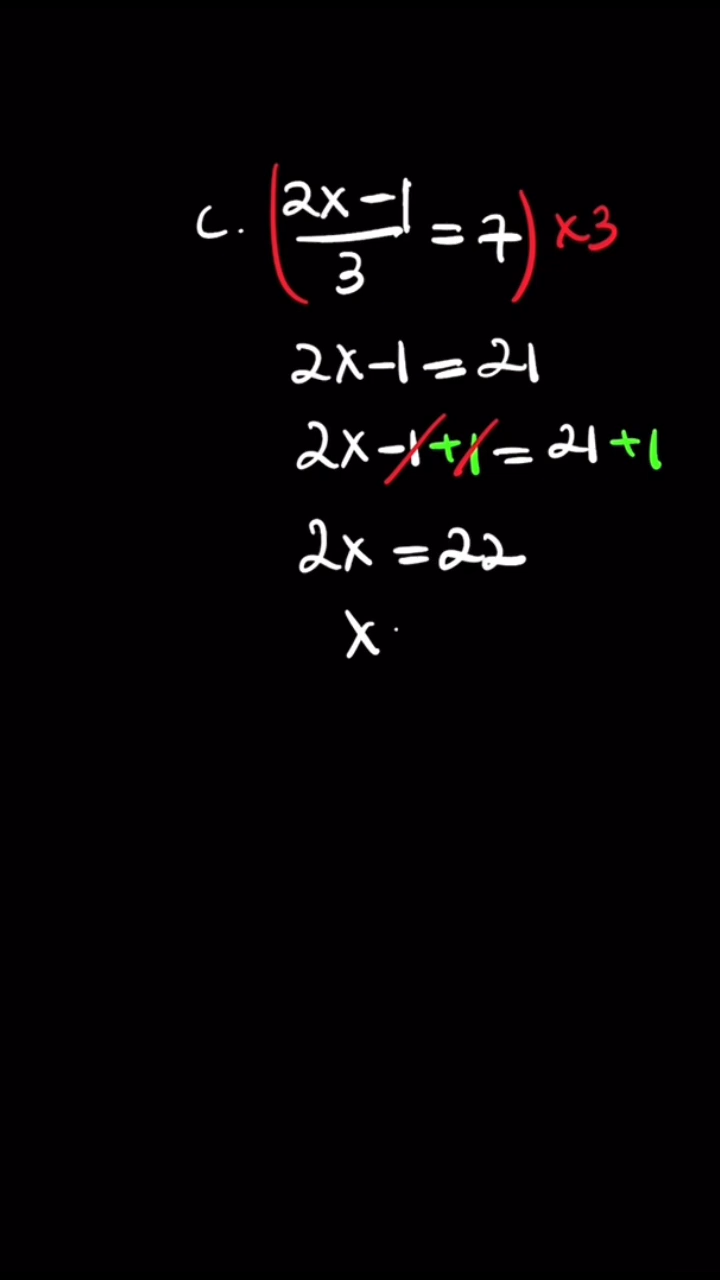 c. (2x-1/3 = 7) x3
2x-1=21
2x-1+1=21+1
2x=22
x